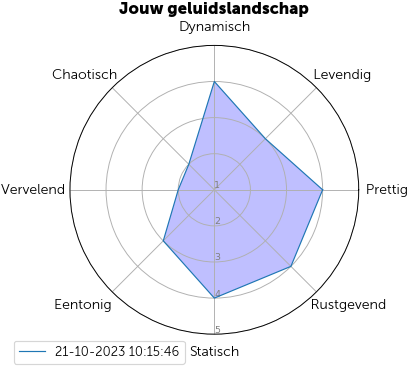 Jouw geluidslandschap
Dynamisch
Chaotisch
Levendig
Vervelend
1
Prettig
2
3
4
Eentonig
Rustgevend
5
21-10-2023 10:15:46
Statisch